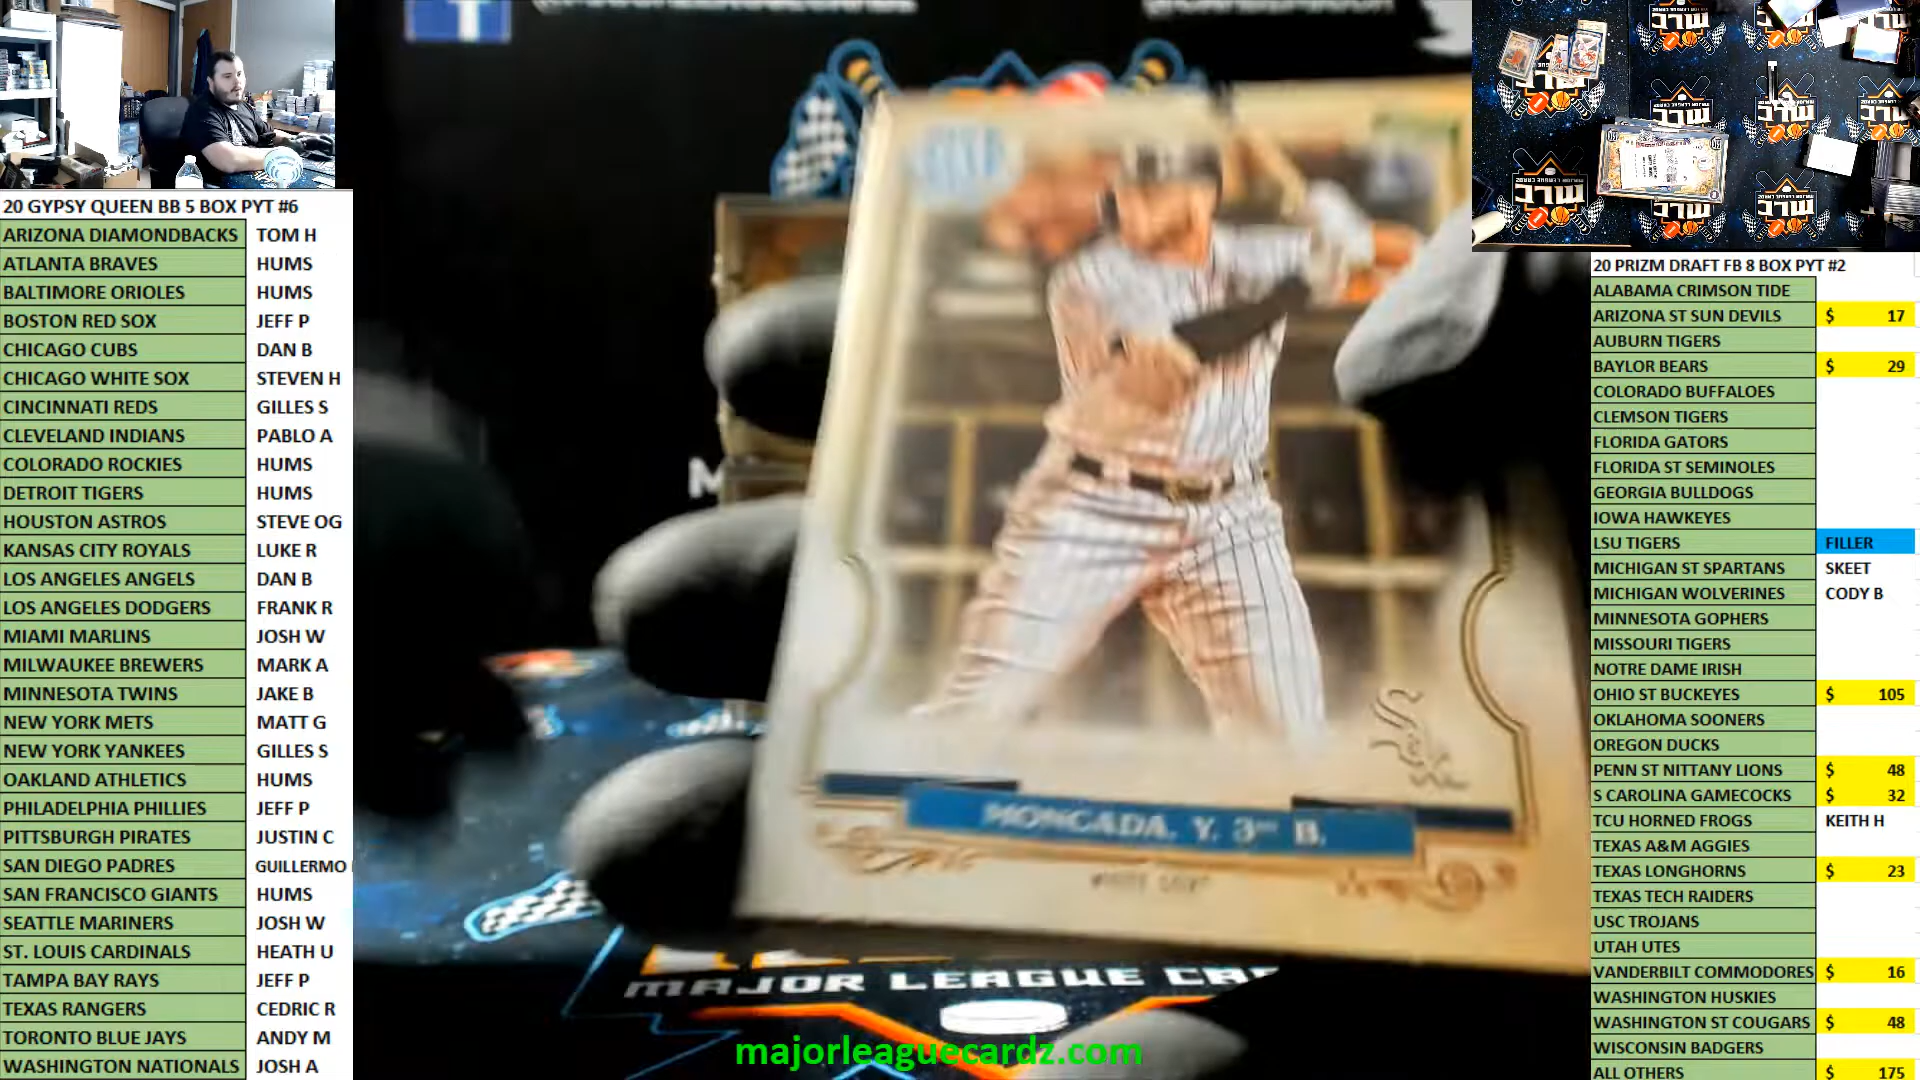 20 GYPSY QUEEN BB 5 BOX PYT #6
ARIZONA DIAMONDBACKS TOM H
ATLANTA BRAVES HUMS
BALTIMORE ORIOLES HUMS
BOSTON RED SOX JEFF P
CHICAGO CUBS DAN B
CHICAGO WHITE SOX STEVEN H
CINCINNATI REDS GILLES S
CLEVELAND INDIANS PABLO A
COLORADO ROCKIES HUMS
DETROIT TIGERS HUMS
HOUSTON ASTROS STEVE OG
KANSAS CITY ROYALS LUKE R
LOS ANGELES ANGELS DAN B
LOS ANGELES DODGERS FRANK R
MIAMI MARLINS JOSH W
MILWAUKEE BREWERS MARK A
MINNESOTA TWINS JAKE B
NEW YORK METS MATT G
NEW YORK YANKEES GILLES S
OAKLAND ATHLETICS HUMS
PHILADELPHIA PHILLIES JEFF P
PITTSBURGH PIRATES JUSTIN C
SAN DIEGO PADRES GUILLERMO
SAN FRANCISCO GIANTS HUMS
SEATTLE MARINERS JOSH W
ST. LOUIS CARDINALS HEATH U
TAMPA BAY RAYS JEFF P
TEXAS RANGERS CEDRIC R
TORONTO BLUE JAYS ANDY M
WASHINGTON NATIONALS JOSH A
MONCADA, Y. 3RD B.
WHITE SOX
Sox
MAJOR LEAGUE CAR
majorleaguecardz.com
20 PRIZM DRAFT FB 8 BOX PYT #2
ALABAMA CRIMSON TIDE
ARIZONA ST SUN DEVILS $ 17
AUBURN TIGERS
BAYLOR BEARS $ 29
COLORADO BUFFALOES
CLEMSON TIGERS
FLORIDA GATORS
FLORIDA ST SEMINOLES
GEORGIA BULLDOGS
IOWA HAWKEYES
LSU TIGERS FILLER
MICHIGAN ST SPARTANS SKEET
MICHIGAN WOLVERINES CODY B
MINNESOTA GOPHERS
MISSOURI TIGERS
NOTRE DAME IRISH
OHIO ST BUCKEYES $ 105
OKLAHOMA SOONERS
OREGON DUCKS
PENN ST NITTANY LIONS $ 48
S CAROLINA GAMECOCKS $ 32
TCU HORNED FROGS KEITH H
TEXAS A&M AGGIES
TEXAS LONGHORNS $ 23
TEXAS TECH RAIDERS
USC TROJANS
UTAH UTES
VANDERBILT COMMODORES $ 16
WASHINGTON HUSKIES
WASHINGTON ST COUGARS $ 48
WISCONSIN BADGERS
ALL OTHERS $ 175